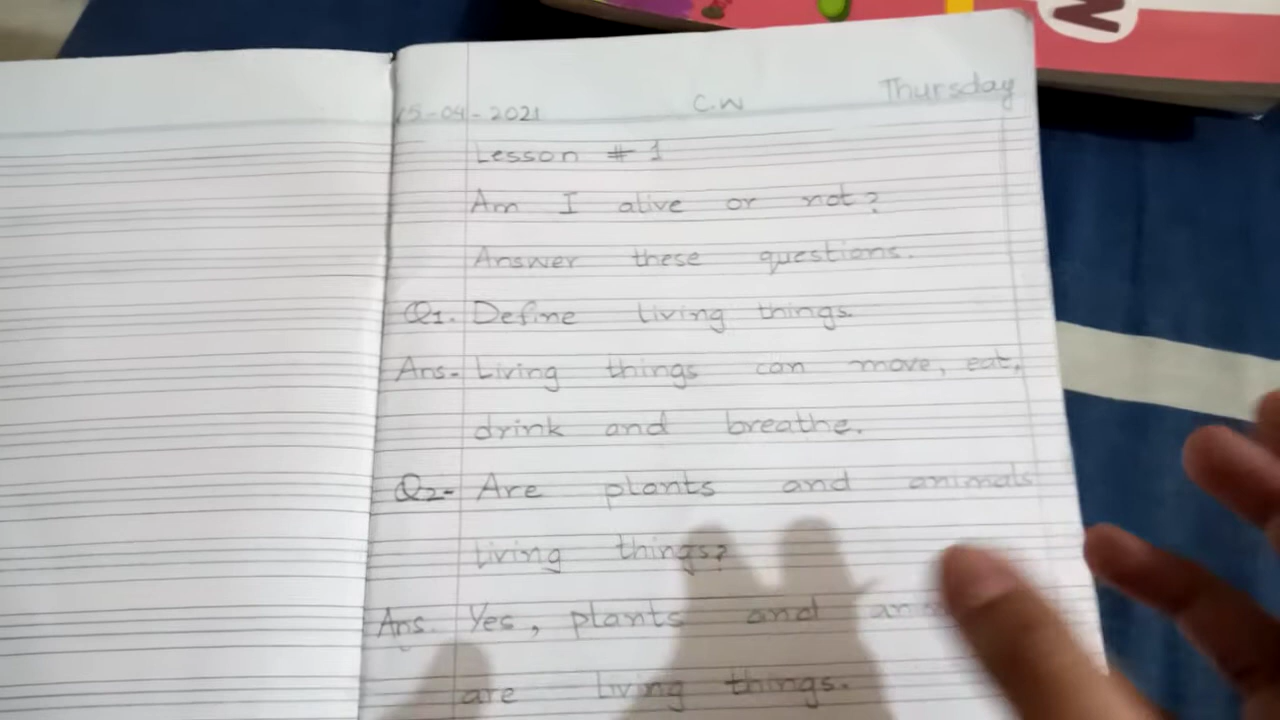 15-04-2021 C.W Thursday
Lesson # 1
Am I alive or not?
Answer these questions.
Q1. Define living things.
Ans- Living things can move, eat,
drink and breathe.
Q2- Are plants and animals
living things?
Ans. Yes, plants and
are living things.